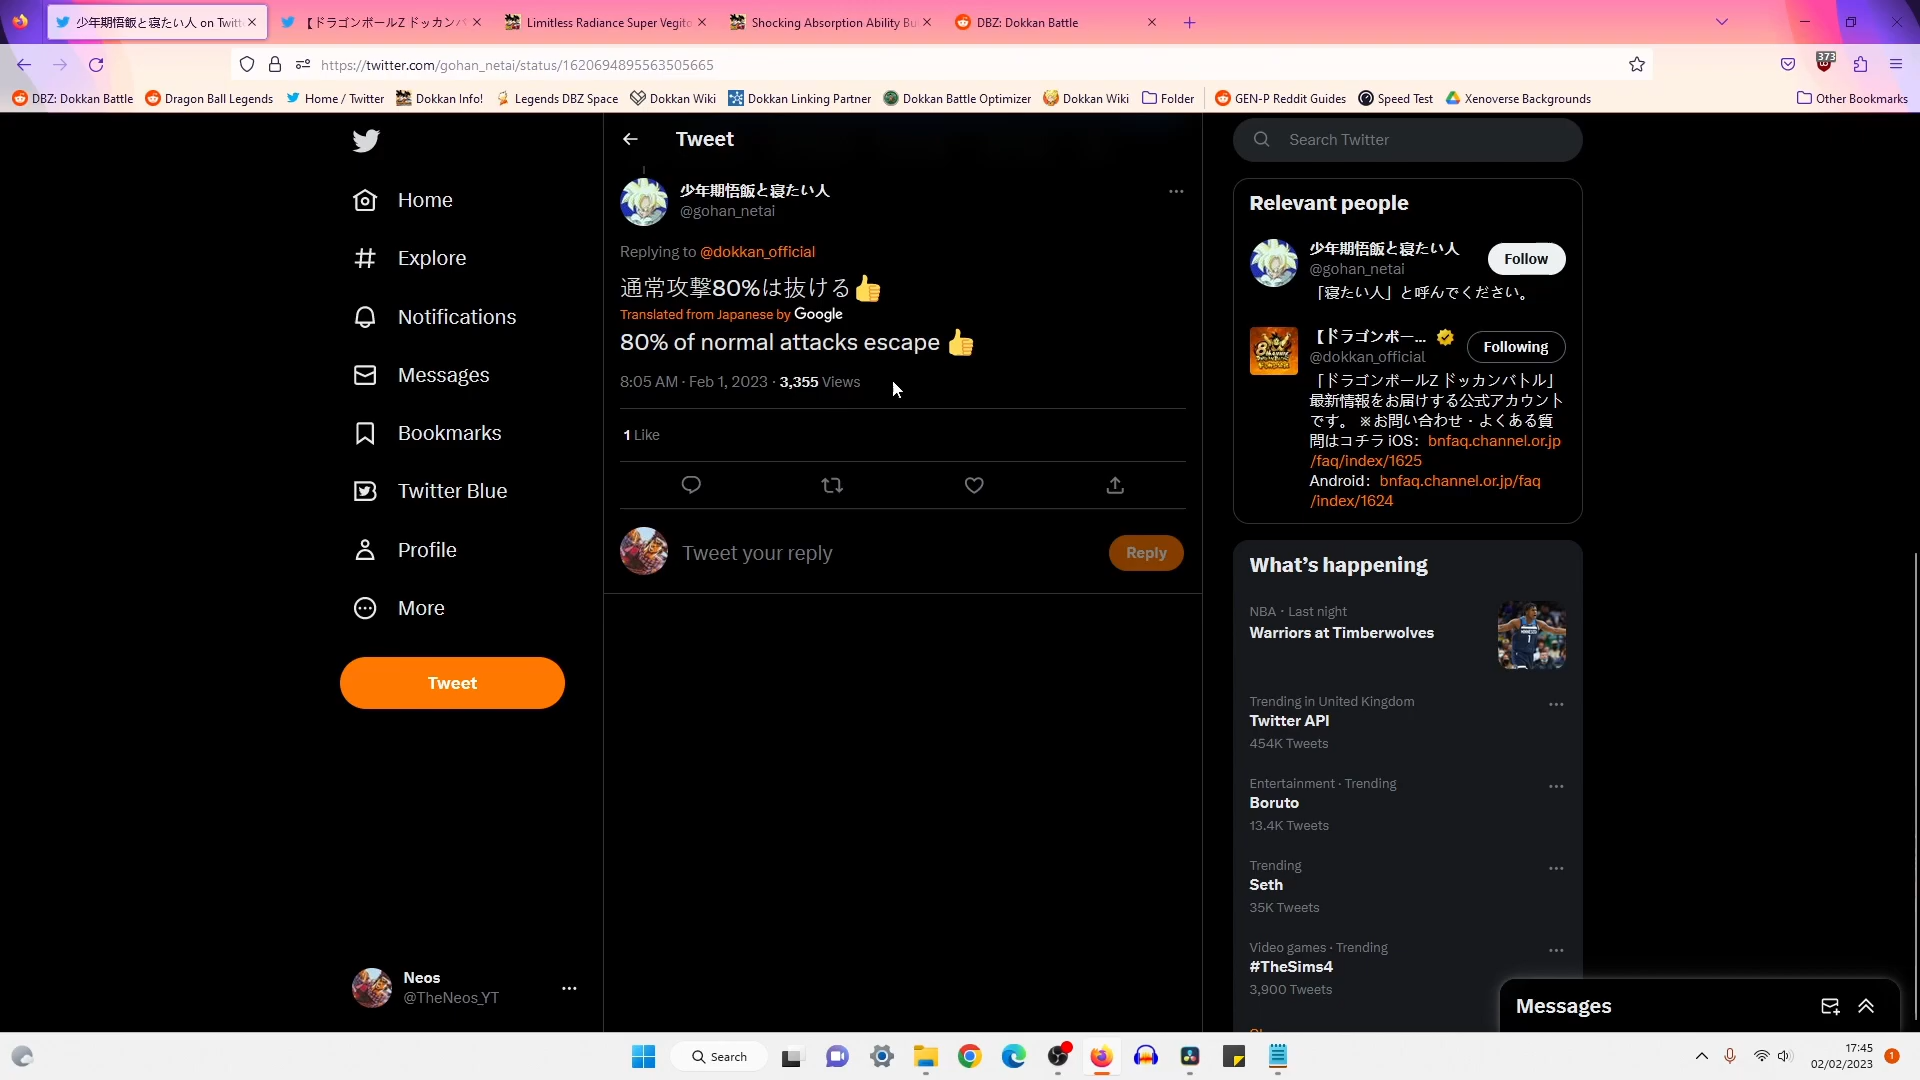 少年期悟飯と寝たい人 on Twitt
【ドラゴンボールZ ドッカンバ
Limitless Radiance Super Vegito
Shocking Absorption Ability Bu
DBZ: Dokkan Battle
https://twitter.com/gohan_netai/status/1620694895563505665
373
DBZ: Dokkan Battle
Dragon Ball Legends
Home / Twitter
Dokkan Info!
Legends DBZ Space
Dokkan Wiki
Dokkan Linking Partner
Dokkan Battle Optimizer
Dokkan Wiki
Folder
GEN-P Reddit Guides
Speed Test
Xenoverse Backgrounds
Other Bookmarks
Home
Explore
Notifications
Messages
Bookmarks
Twitter Blue
Profile
More
Tweet
Neos
@TheNeos_YT
Tweet
少年期悟飯と寝たい人
@gohan_netai
Replying to @dokkan_official
通常攻撃80%は抜ける👍
Translated from Japanese by Google
80% of normal attacks escape 👍
8:05 AM · Feb 1, 2023 · 3,355 Views
1 Like
Tweet your reply
Reply
Search Twitter
Relevant people
少年期悟飯と寝たい人
@gohan_netai
Follow
「寝たい人」と呼んでください。
【ドラゴンボー...
@dokkan_official
Following
「ドラゴンボールZ ドッカンバトル」
最新情報をお届けする公式アカウント
です。 ※お問い合わせ・よくある質
問はコチラ iOS：bnfaq.channel.or.jp
/faq/index/1625
Android：bnfaq.channel.or.jp/faq
/index/1624
What's happening
NBA · Last night
Warriors at Timberwolves
Trending in United Kingdom
Twitter API
454K Tweets
Entertainment · Trending
Boruto
13.4K Tweets
Trending
Seth
35K Tweets
Video games · Trending
#TheSims4
3,900 Tweets
Messages
Search
17:45
02/02/2023
1